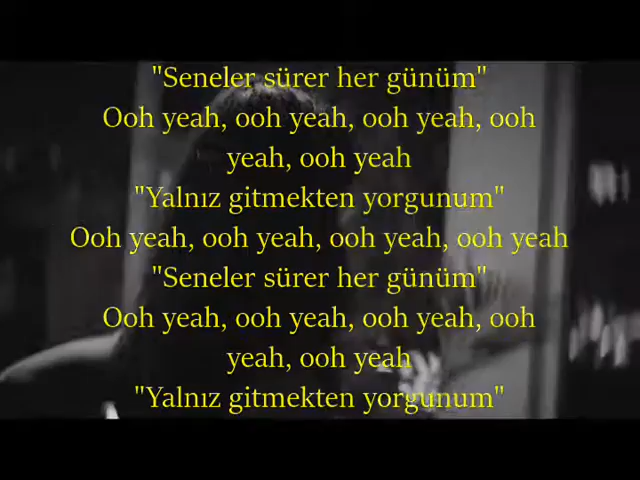 "Seneler sürer her günüm"
Ooh yeah, ooh yeah, ooh yeah, ooh
yeah, ooh yeah
"Yalnız gitmekten yorgunum"
Ooh yeah, ooh yeah, ooh yeah, ooh yeah
"Seneler sürer her günüm"
Ooh yeah, ooh yeah, ooh yeah, ooh
yeah, ooh yeah
"Yalnız gitmekten yorgunum"